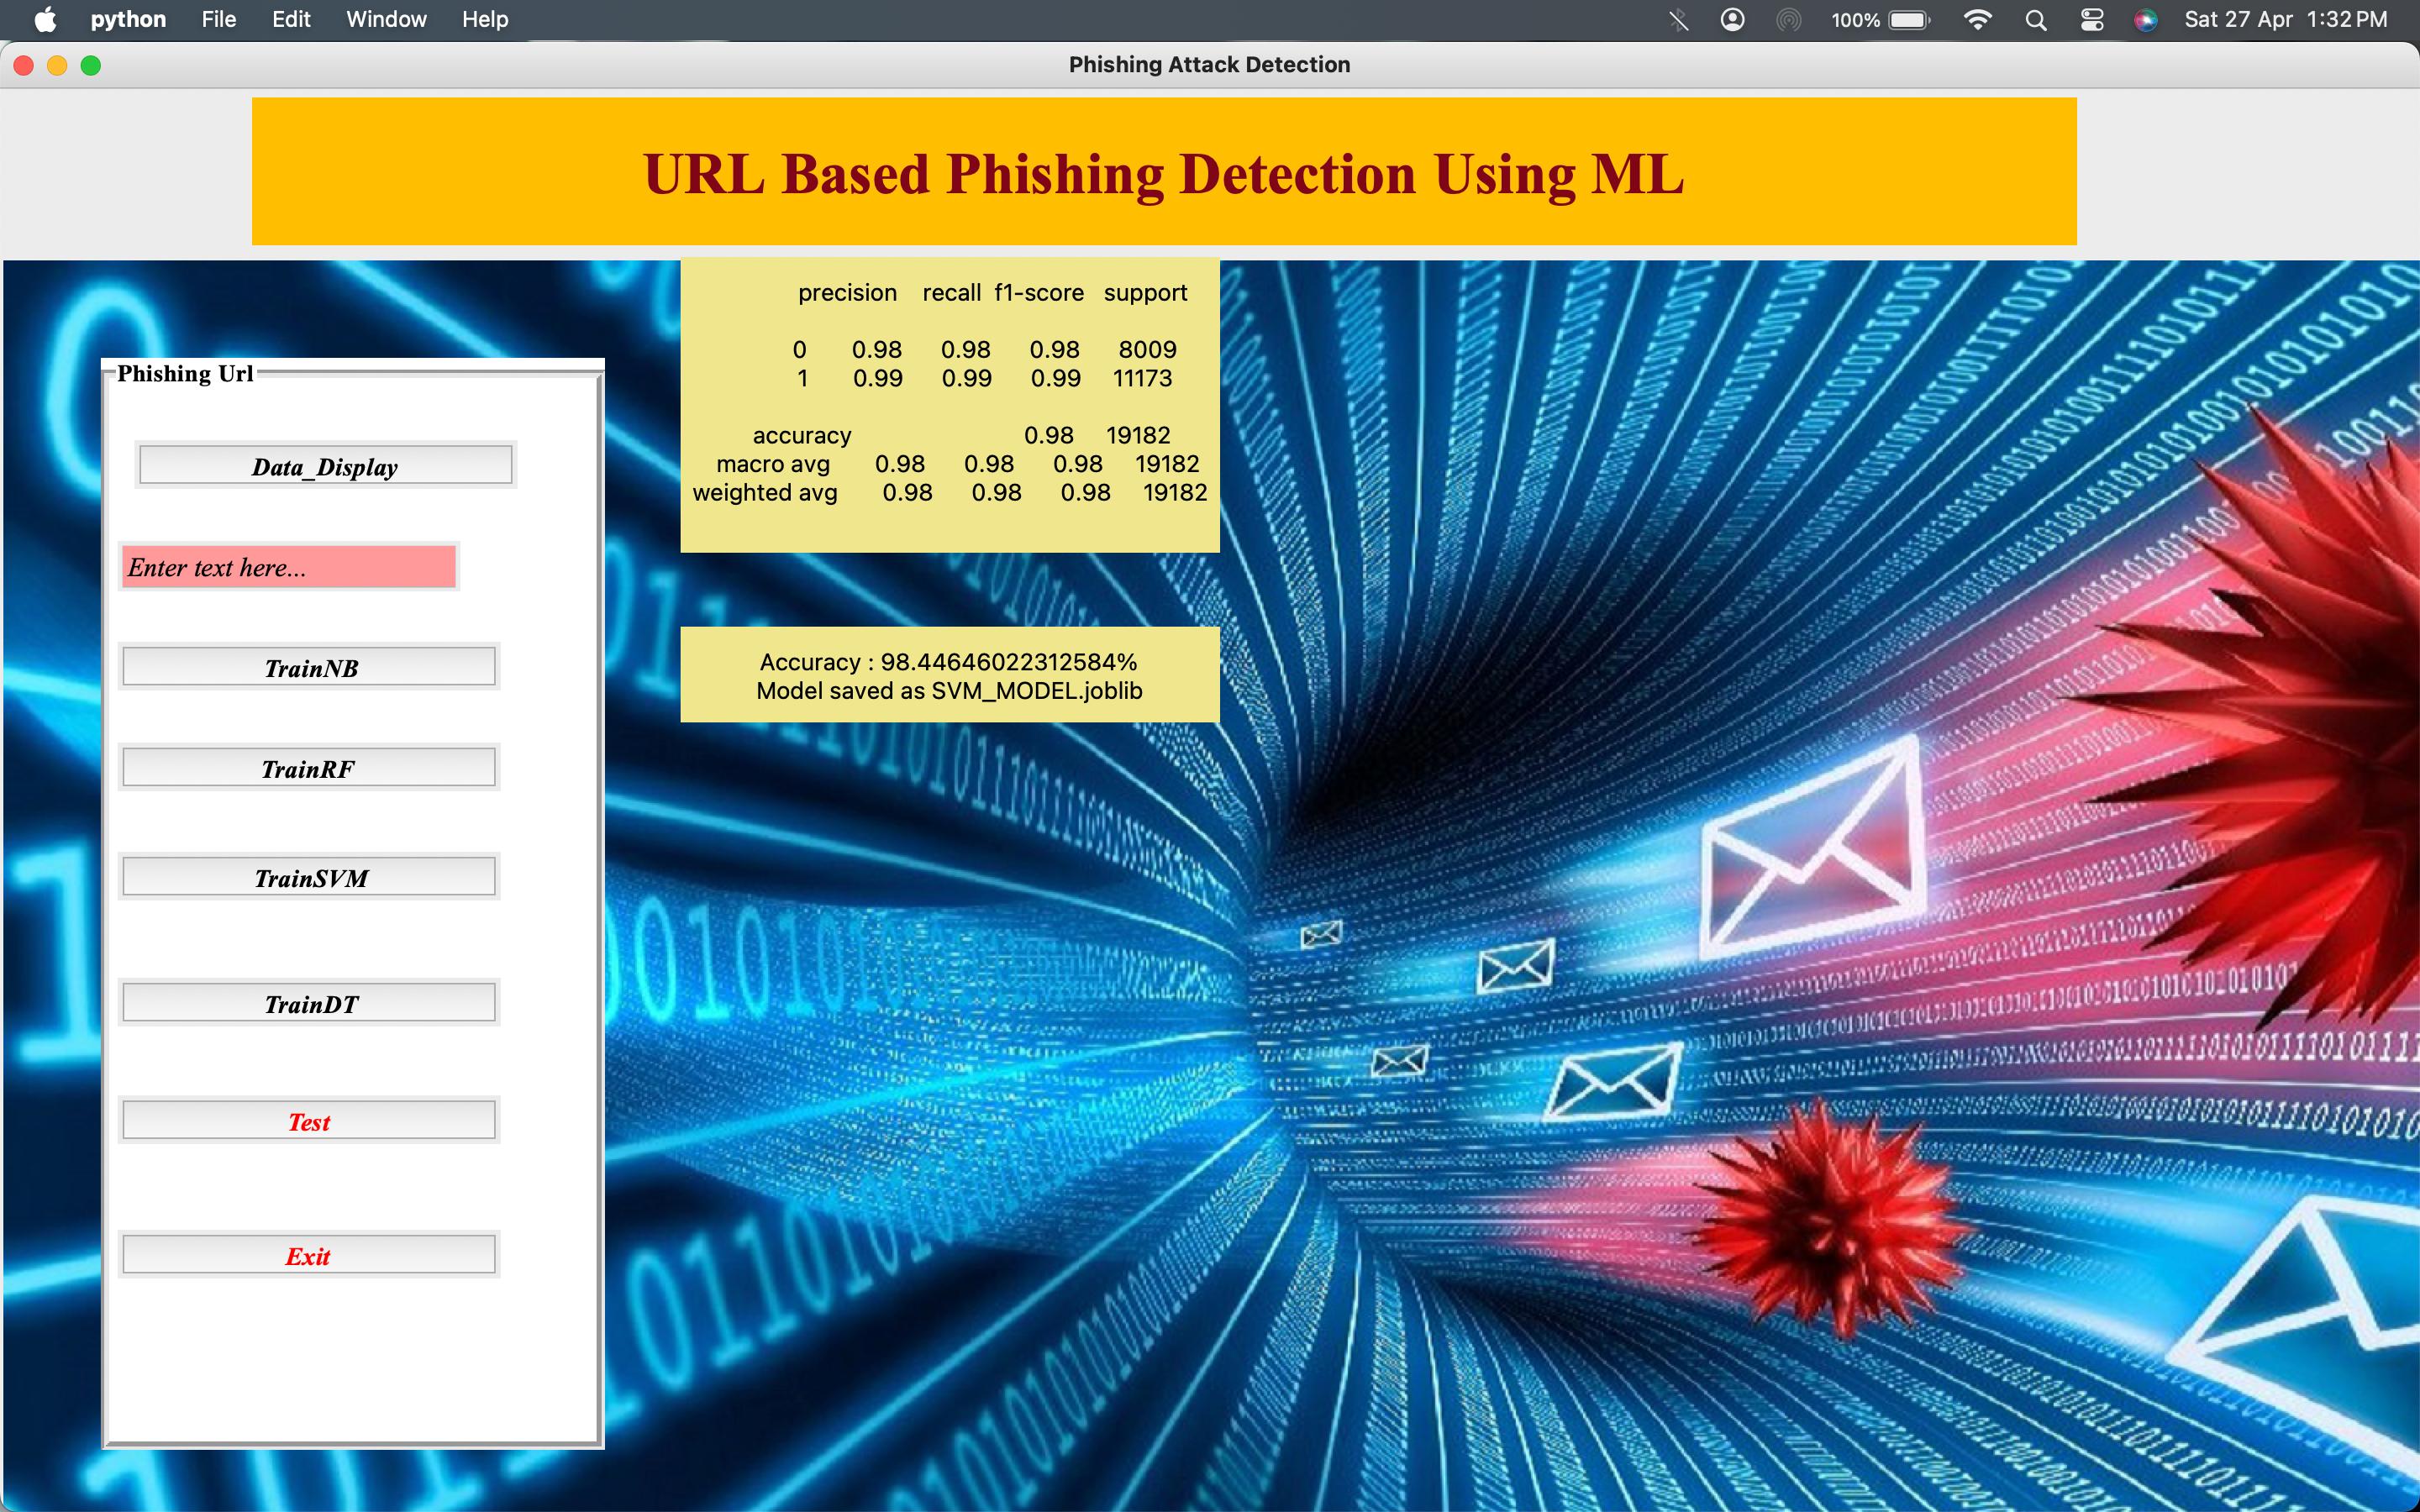 python File Edit Window Help 100% Sat 27 Apr 1:32 PM
Phishing Attack Detection
URL Based Phishing Detection Using ML
precision recall f1-score support
0 0.98 0.98 0.98 8009
1 0.99 0.99 0.99 11173
accuracy 0.98 19182
macro avg 0.98 0.98 0.98 19182
weighted avg 0.98 0.98 0.98 19182
Accuracy : 98.44646022312584%
Model saved as SVM_MODEL.joblib
Phishing Url
Data_Display
Enter text here...
TrainNB
TrainRF
TrainSVM
TrainDT
Test
Exit